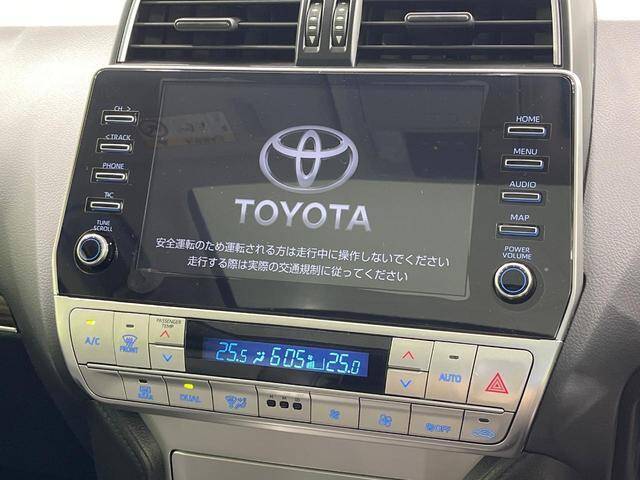 CH >
< TRACK
PHONE
TUNE
SCROLL
HOME
MENU
AUDIO
MAP
POWER
VOLUME
TOYOTA
安全運転のため運転される方は走行中に操作しないでください
走行する際は実際の交通規制に従ってください
PASSENGER
TEMP
A/C
FRONT
25.5
6:05
25.0
AUTO
REAR
DUAL
OFF